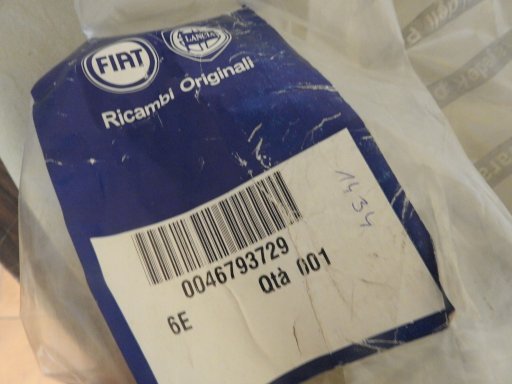 FIAT
LANCIA
Ricambi Originali
1434
0046793729
Qtà 001
6E